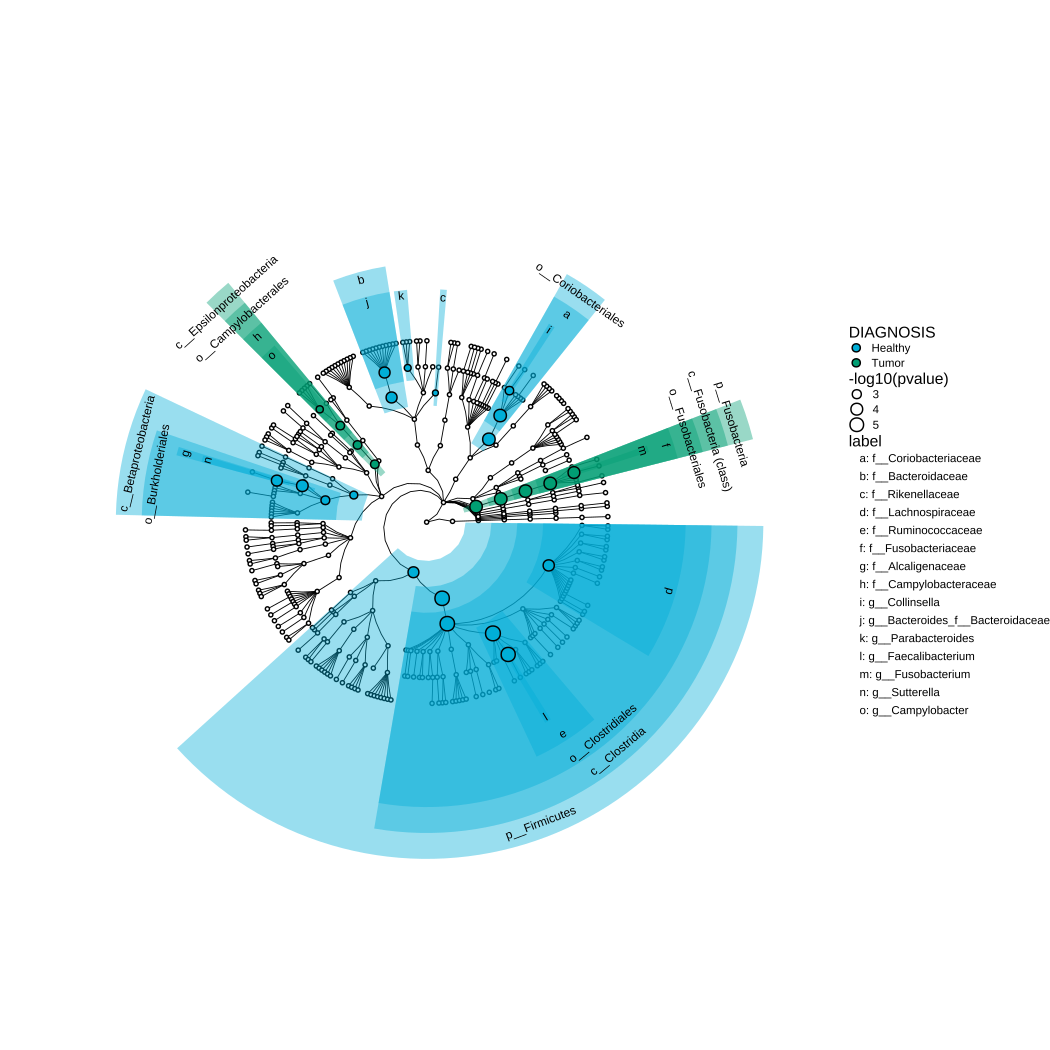 c__Epsilonproteobacteria
o__Campylobacterales
h
o
b
j
k
c
o__Coriobacteriales
a
i
p__Fusobacteria
c__Fusobacteria (class)
o__Fusobacteriales
f
m
c__Betaproteobacteria
o__Burkholderiales
g
n
d
l
e
o__Clostridiales
c__Clostridia
p__Firmicutes
DIAGNOSIS
Healthy
Tumor
-log10(pvalue)
3
4
5
label
a: f__Coriobacteriaceae
b: f__Bacteroidaceae
c: f__Rikenellaceae
d: f__Lachnospiraceae
e: f__Ruminococcaceae
f: f__Fusobacteriaceae
g: f__Alcaligenaceae
h: f__Campylobacteraceae
i: g__Collinsella
j: g__Bacteroides_f__Bacteroidaceae
k: g__Parabacteroides
l: g__Faecalibacterium
m: g__Fusobacterium
n: g__Sutterella
o: g__Campylobacter